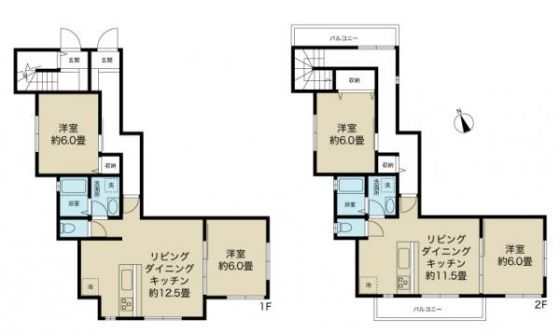 玄関
玄関
洋室
約6.0畳
収納
浴室
洗面所
洗
リビング
ダイニング
キッチン
約12.5畳
冷
洋室
約6.0畳
1F
バルコニー
収納
洋室
約6.0畳
収納
浴室
洗面所
洗
リビング
ダイニング
キッチン
約11.5畳
冷
洋室
約6.0畳
バルコニー
2F
N